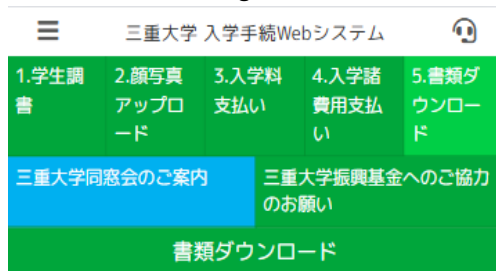 三重大学 入学手続Webシステム
1.学生調
書
2.顔写真
アップロ
ード
3.入学料
支払い
4.入学諸
費用支払
い
5.書類ダ
ウンロー
ド
三重大学同窓会のご案内
三重大学振興基金へのご協力
のお願い
書類ダウンロード